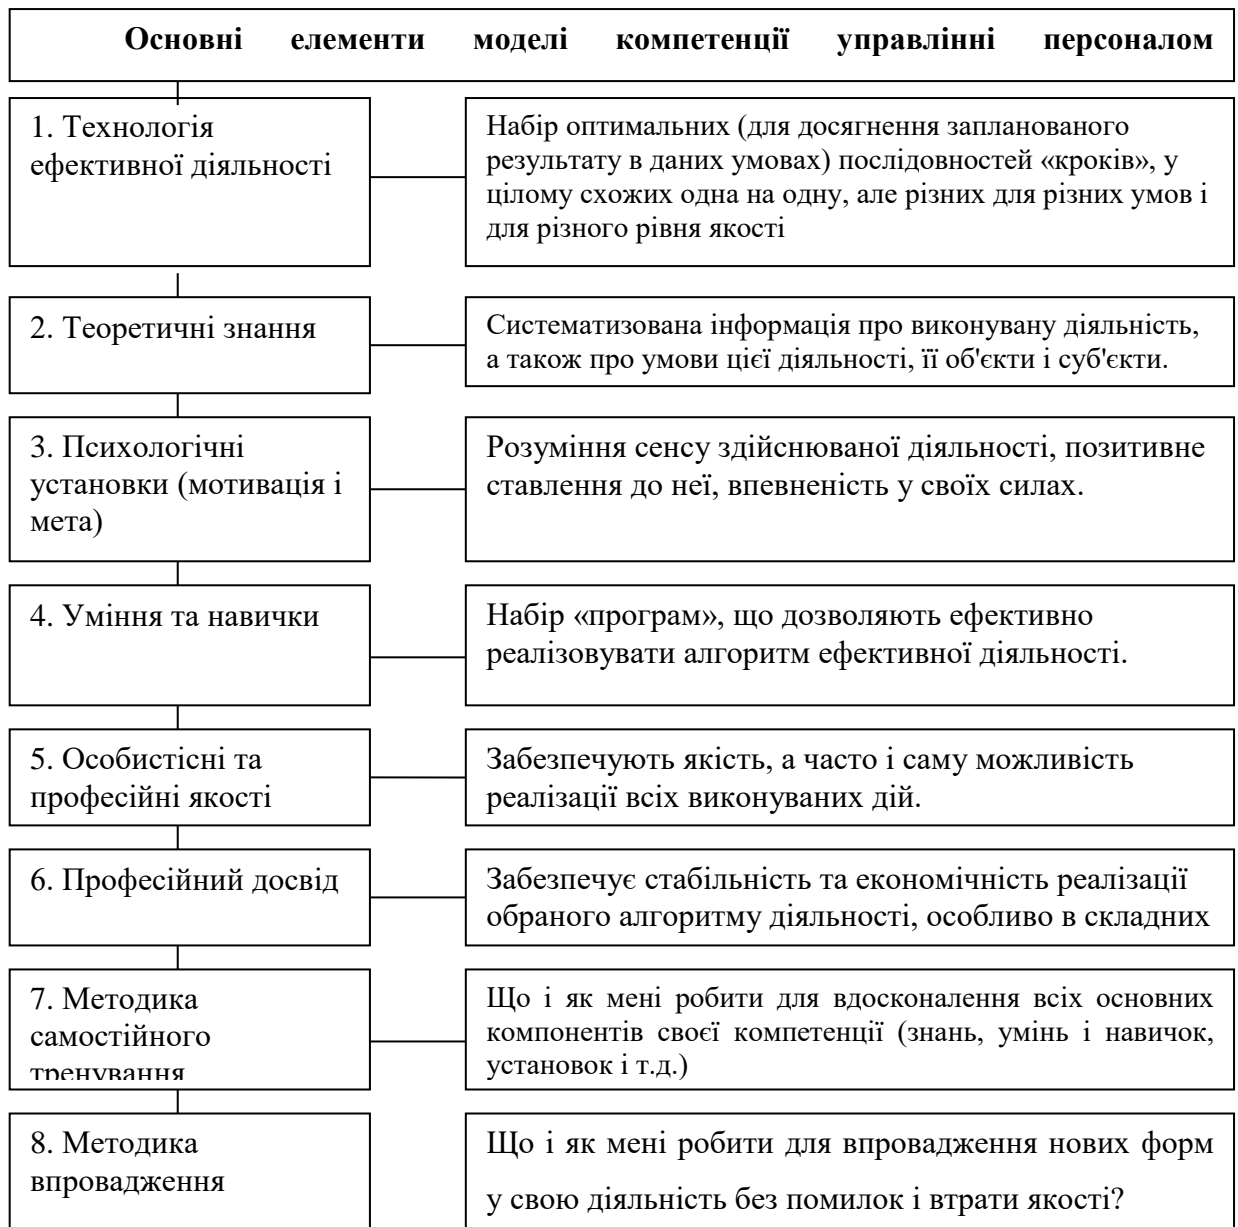 Основні елементи моделі компетенції управлінні персоналом
1. Технологія
ефективної діяльності
Набір оптимальних (для досягнення запланованого
результату в даних умовах) послідовностей «кроків», у
цілому схожих одна на одну, але різних для різних умов і
для різного рівня якості
2. Теоретичні знання
Систематизована інформація про виконувану діяльність,
а також про умови цієї діяльності, її об'єкти і суб'єкти.
3. Психологічні
установки (мотивація і
мета)
Розуміння сенсу здійснюваної діяльності, позитивне
ставлення до неї, впевненість у своїх силах.
4. Уміння та навички
Набір «програм», що дозволяють ефективно
реалізовувати алгоритм ефективної діяльності.
5. Особистісні та
професійні якості
Забезпечують якість, а часто і саму можливість
реалізації всіх виконуваних дій.
6. Професійний досвід
Забезпечує стабільність та економічність реалізації
обраного алгоритму діяльності, особливо в складних
7. Методика
самостійного
тренування
Що і як мені робити для вдосконалення всіх основних
компонентів своєї компетенції (знань, умінь і навичок,
установок і т.д.)
8. Методика
впровадження
Що і як мені робити для впровадження нових форм
у свою діяльність без помилок і втрати якості?